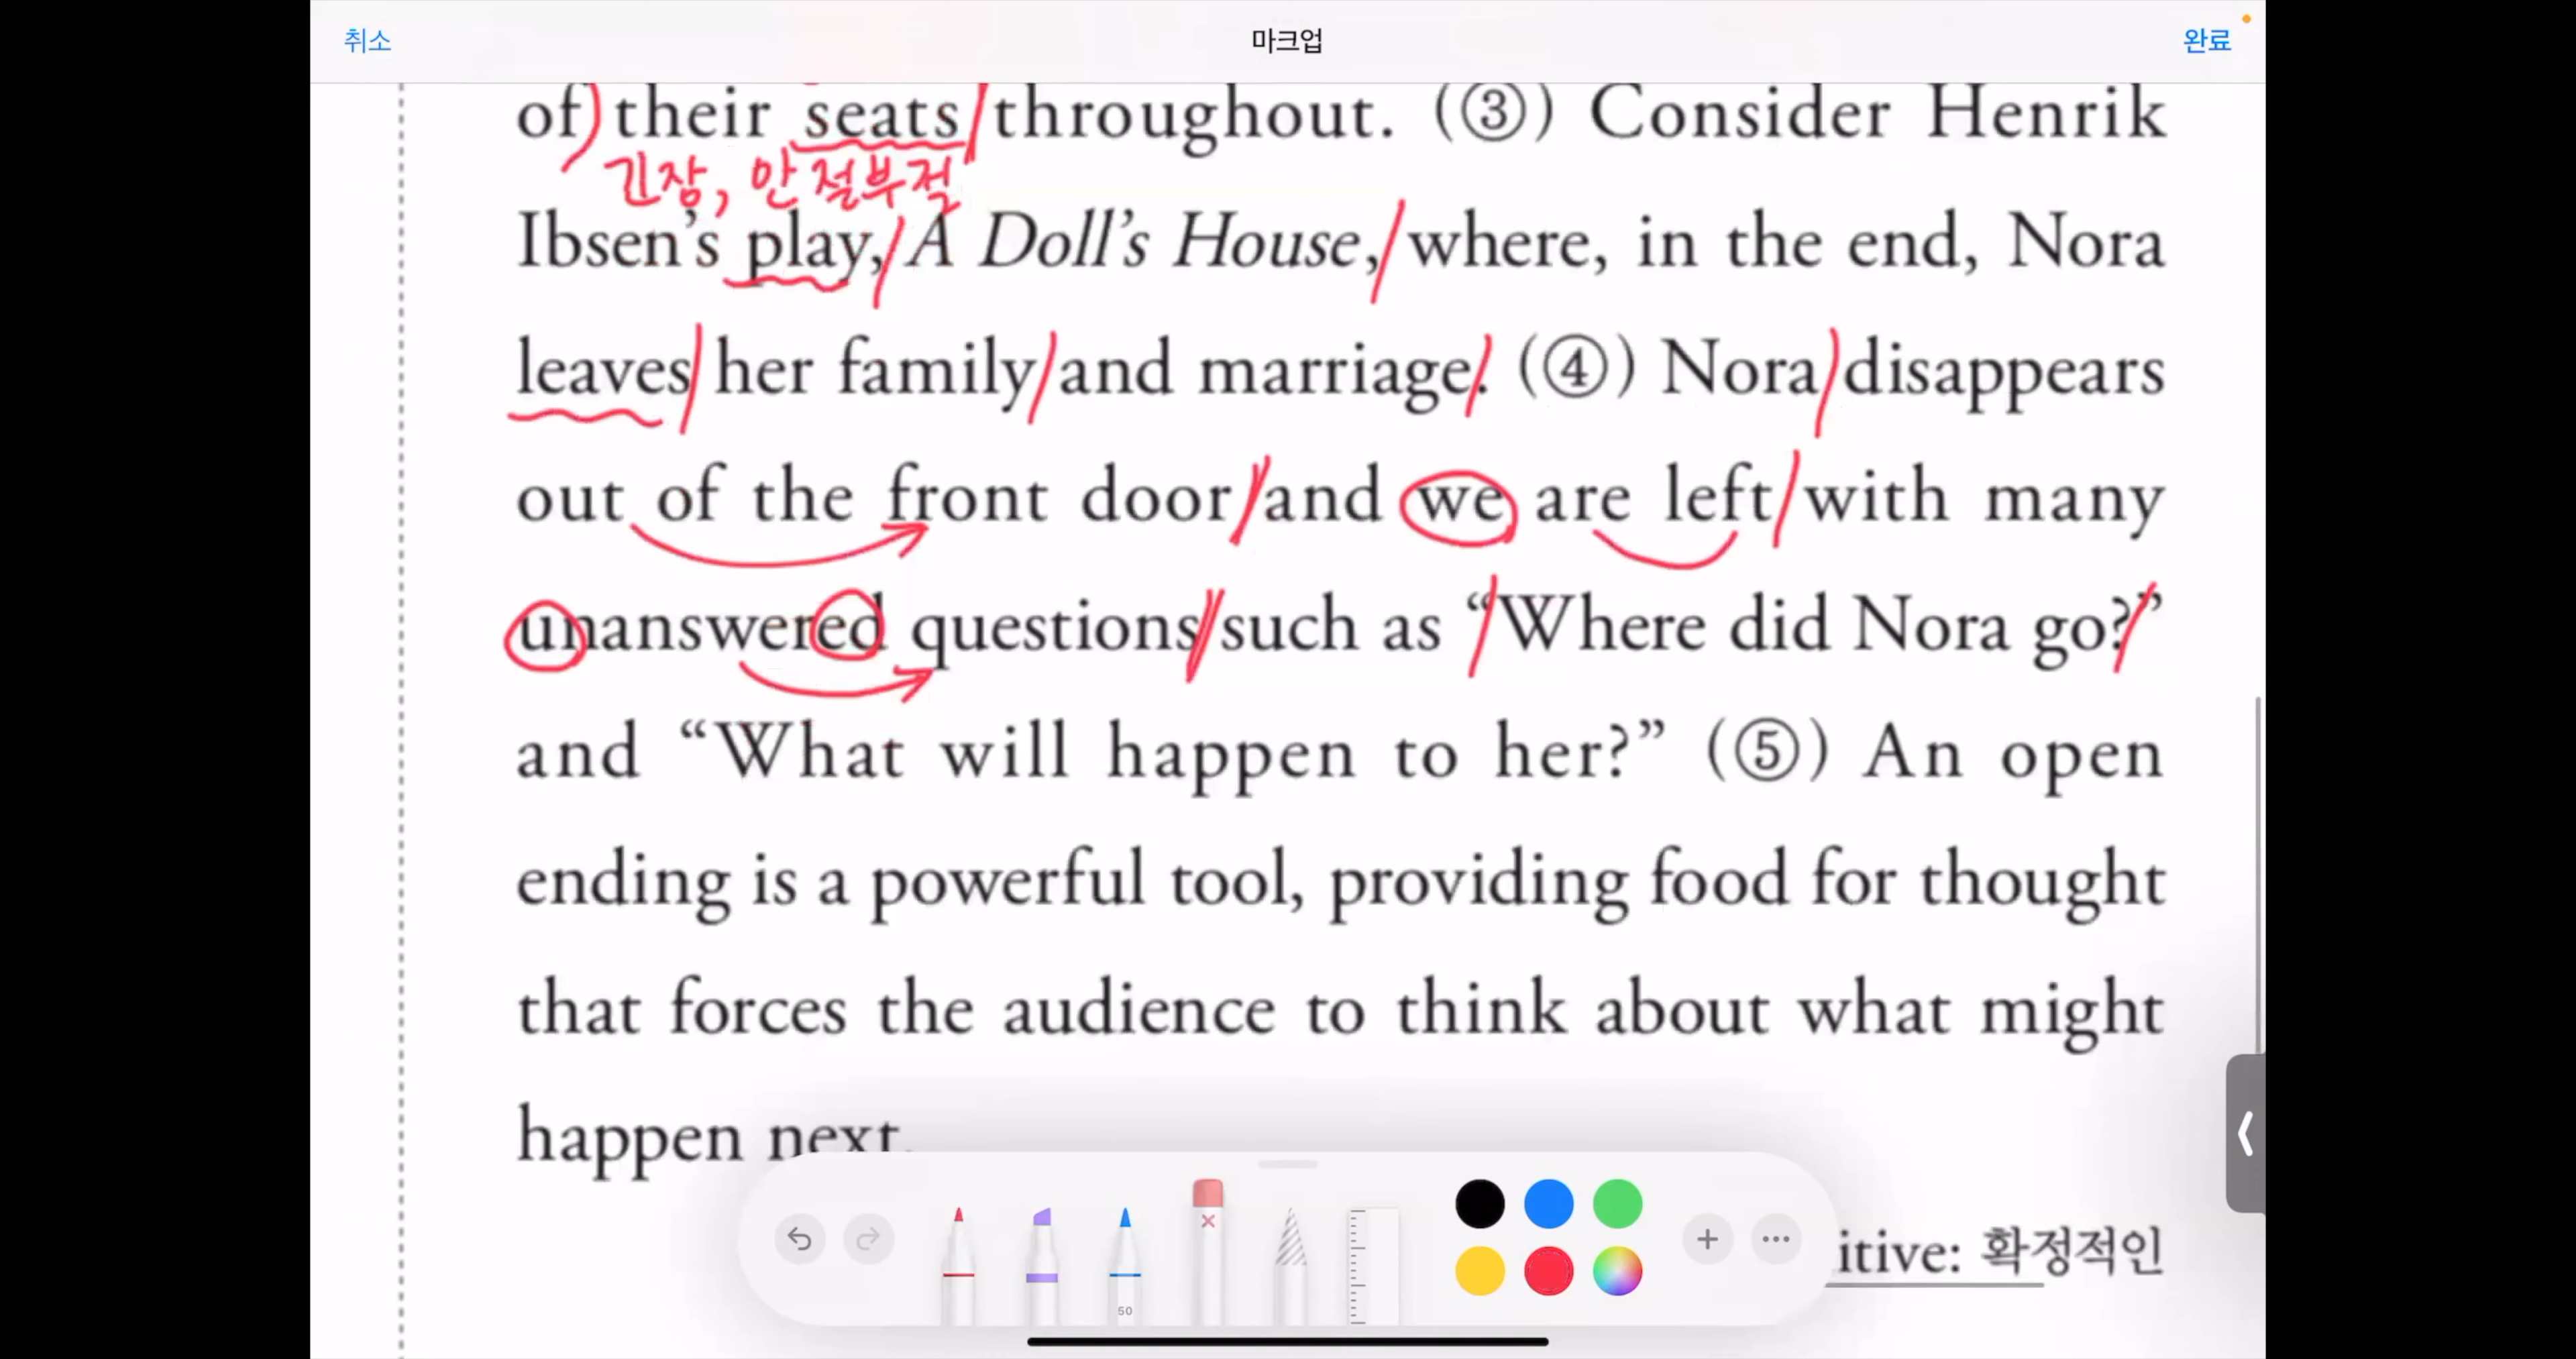 취소 마크업 완료
of their seats throughout. (③) Consider Henrik
긴장, 안절부절
Ibsen’s play, A Doll’s House, where, in the end, Nora
leaves her family and marriage. (④) Nora disappears
out of the front door and we are left with many
unanswered questions such as “Where did Nora go?”
and “What will happen to her?” (⑤) An open
ending is a powerful tool, providing food for thought
that forces the audience to think about what might
happen next.
itive: 확정적인
50